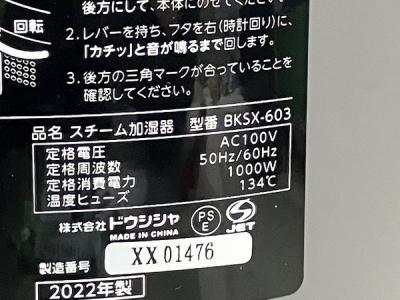 後方にして、本体にのせてください。
回転
2. レバーを持ち、フタを右(時計回り)に、
「カチッ」と音が鳴るまで回します。
3. 後方の三角マークが合っていることを
確認してください。
品名 スチーム加湿器 型番 BKSX-603
定格電圧 AC100V
定格周波数 50Hz/60Hz
定格消費電力 1000W
温度ヒューズ 134℃
株式会社ドウシシャ
MADE IN CHINA
PS
E
JET
製造番号 XX 01476
2022年製